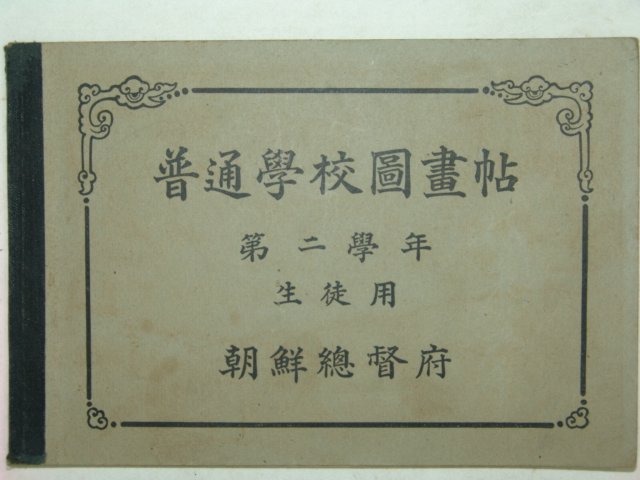 普通學校圖畫帖
第二學年
生徒用
朝鮮總督府